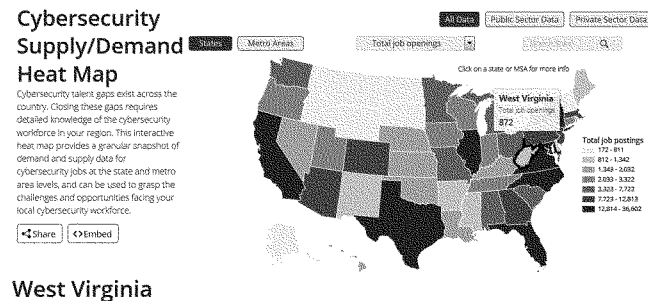 Cybersecurity
Supply/Demand
Heat Map
Cybersecurity talent gaps exist across the
country. Closing these gaps requires
detailed knowledge of the cybersecurity
workforce in your region. This interactive
heat map provides a granular snapshot of
demand and supply data for
cybersecurity jobs at the state and metro
area levels, and can be used to grasp the
challenges and opportunities facing your
local cybersecurity workforce.
Share Embed
All Data Public Sector Data Private Sector Data
States Metro Areas Total job openings
Click on a state or MSA for more info
West Virginia
Total job openings
872
Total job postings
172 - 811
812 - 1,342
1,343 - 2,032
2,033 - 3,322
3,323 - 7,722
7,723 - 12,813
12,814 - 36,602
West Virginia